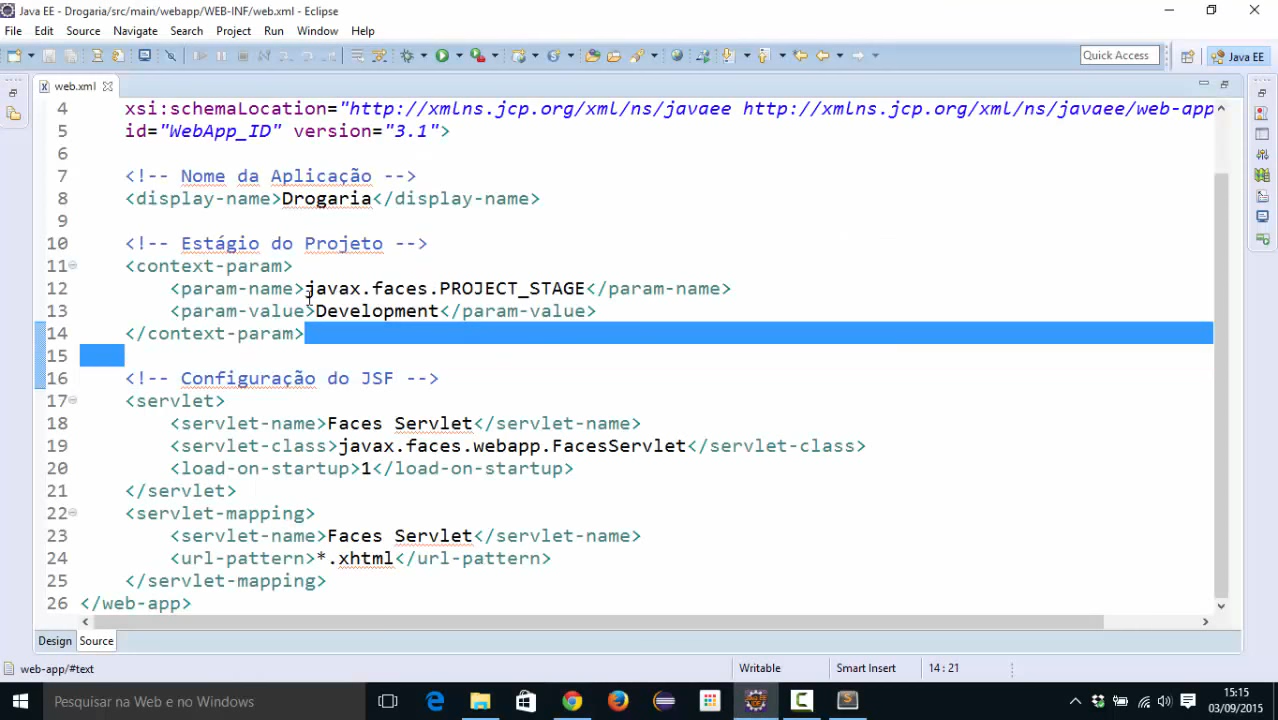 Java EE - Drogaria/src/main/webapp/WEB-INF/web.xml - Eclipse
File Edit Source Navigate Search Project Run Window Help
Quick Access Java EE
web.xml
4 xsi:schemaLocation="http://xmlns.jcp.org/xml/ns/javaee http://xmlns.jcp.org/xml/ns/javaee/web-app
5 id="WebApp_ID" version="3.1">
6
7 <!-- Nome da Aplicação -->
8 <display-name>Drogaria</display-name>
9
10 <!-- Estágio do Projeto -->
11 <context-param>
12 <param-name>javax.faces.PROJECT_STAGE</param-name>
13 <param-value>Development</param-value>
14 </context-param>
15
16 <!-- Configuração do JSF -->
17 <servlet>
18 <servlet-name>Faces Servlet</servlet-name>
19 <servlet-class>javax.faces.webapp.FacesServlet</servlet-class>
20 <load-on-startup>1</load-on-startup>
21 </servlet>
22 <servlet-mapping>
23 <servlet-name>Faces Servlet</servlet-name>
24 <url-pattern>*.xhtml</url-pattern>
25 </servlet-mapping>
26 </web-app>
Design Source
web-app/#text Writable Smart Insert 14 : 21
Pesquisar na Web e no Windows
15:15
03/09/2015